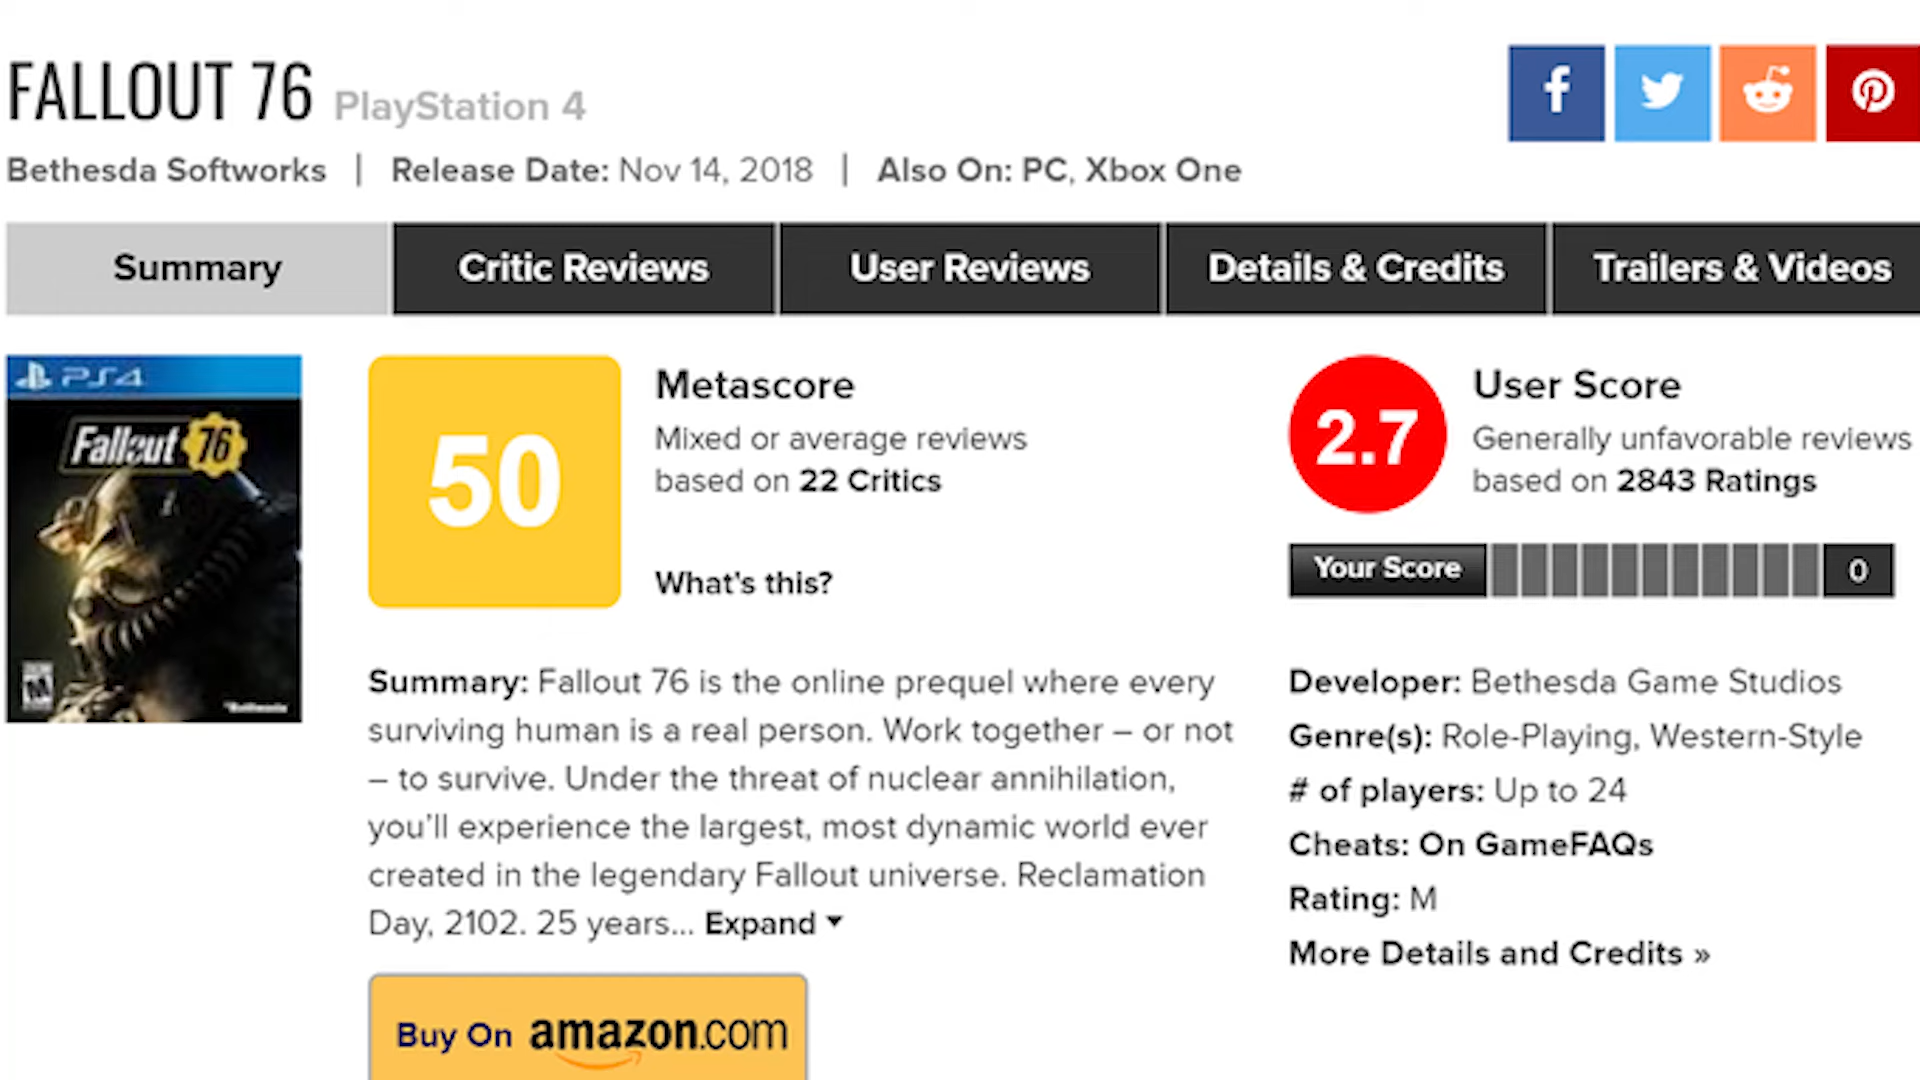 FALLOUT 76 PlayStation 4
Bethesda Softworks | Release Date: Nov 14, 2018 | Also On: PC, Xbox One
Summary Critic Reviews User Reviews Details & Credits Trailers & Videos
PS4
Fallout 76
M
Bethesda
50
Metascore
Mixed or average reviews
based on 22 Critics
What's this?
2.7
User Score
Generally unfavorable reviews
based on 2843 Ratings
Your Score 0
Summary: Fallout 76 is the online prequel where every
surviving human is a real person. Work together – or not
– to survive. Under the threat of nuclear annihilation,
you'll experience the largest, most dynamic world ever
created in the legendary Fallout universe. Reclamation
Day, 2102. 25 years... Expand
Buy On amazon.com
Developer: Bethesda Game Studios
Genre(s): Role-Playing, Western-Style
# of players: Up to 24
Cheats: On GameFAQs
Rating: M
More Details and Credits »